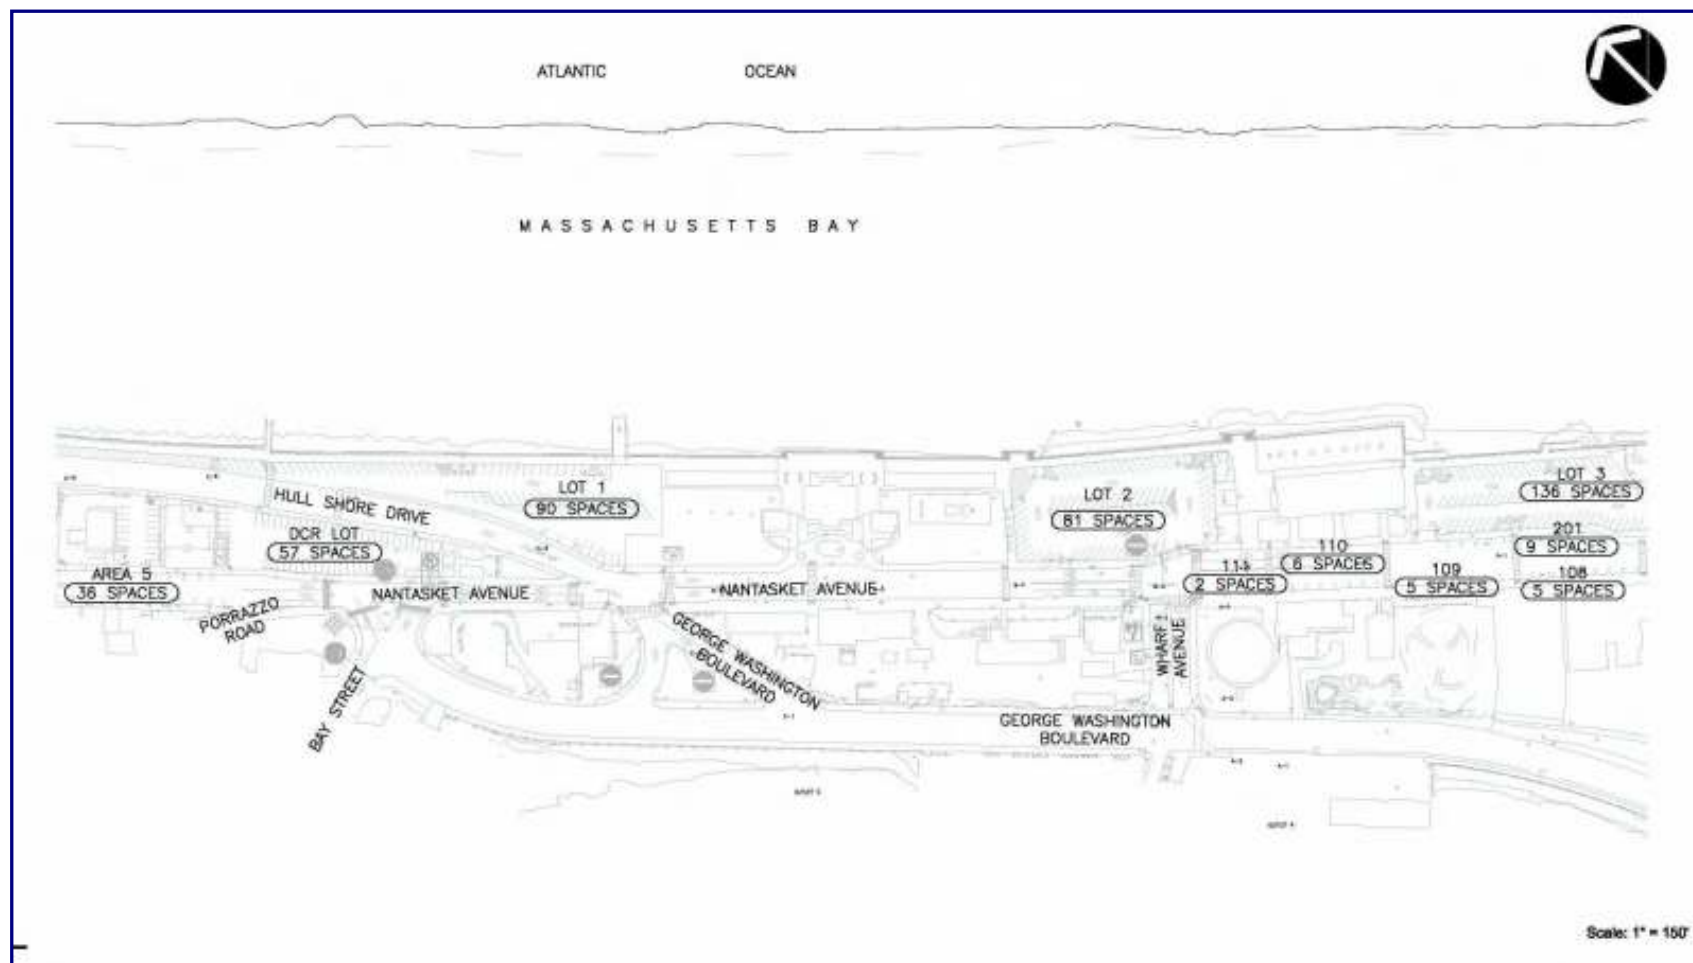 ATLANTIC OCEAN
MASSACHUSETTS BAY
LOT 1
90 SPACES
HULL SHORE DRIVE
DCR LOT
57 SPACES
AREA 5
36 SPACES
NANTASKET AVENUE
PORRAZZO
ROAD
BAY STREET
NANTASKET AVENUE
GEORGE WASHINGTON
BOULEVARD
LOT 2
81 SPACES
LOT 3
136 SPACES
201
9 SPACES
110
6 SPACES
2 SPACES
109
5 SPACES
108
5 SPACES
WHARF
AVENUE
GEORGE WASHINGTON
BOULEVARD
Scale: 1" = 150'